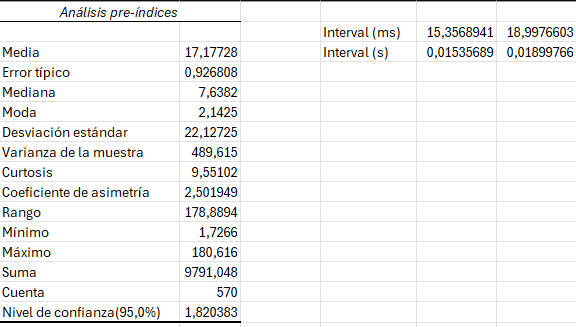 Análisis pre-índices
Interval (ms) 15,3568941 18,9976603
Media 17,17728 Interval (s) 0,01535689 0,01899766
Error típico 0,926808
Mediana 7,6382
Moda 2,1425
Desviación estándar 22,12725
Varianza de la muestra 489,615
Curtosis 9,55102
Coeficiente de asimetría 2,501949
Rango 178,8894
Mínimo 1,7266
Máximo 180,616
Suma 9791,048
Cuenta 570
Nivel de confianza(95,0%) 1,820383